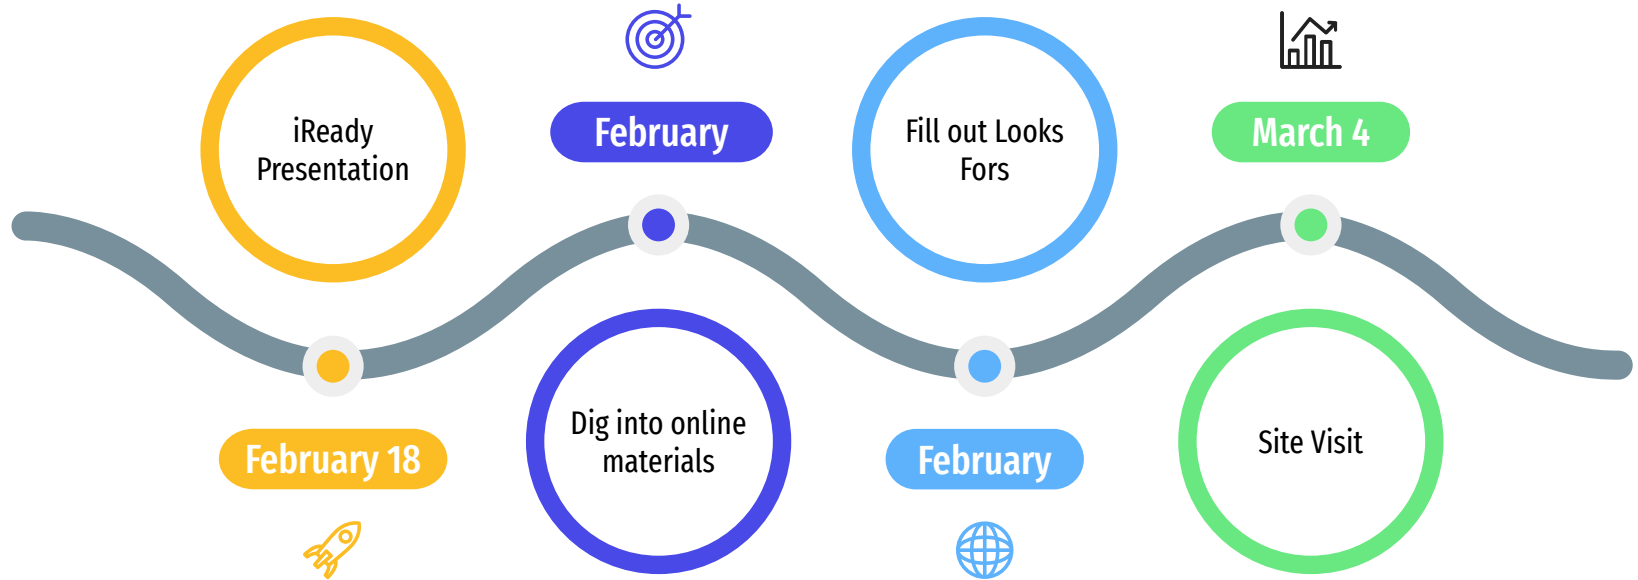 iReady
Presentation
February 18
February
Dig into online
materials
Fill out Looks
Fors
February
March 4
Site Visit